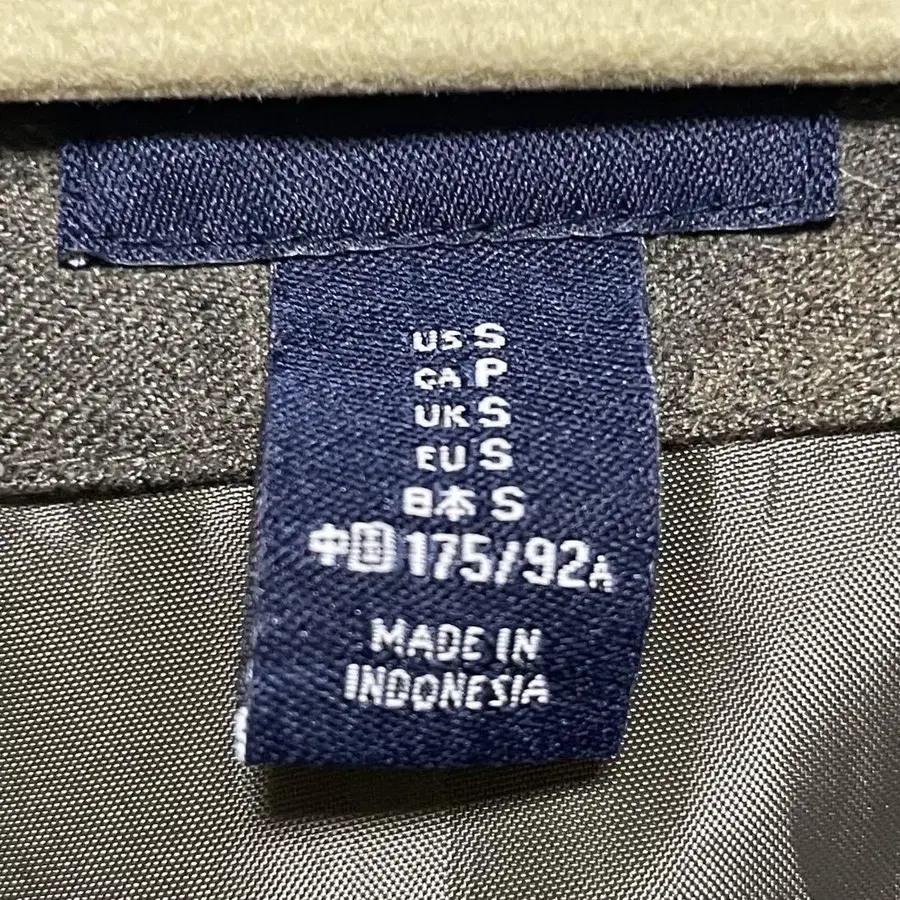 US S
CA P
UK S
EU S
日本 S
中国 175/92A
MADE IN
INDONESIA